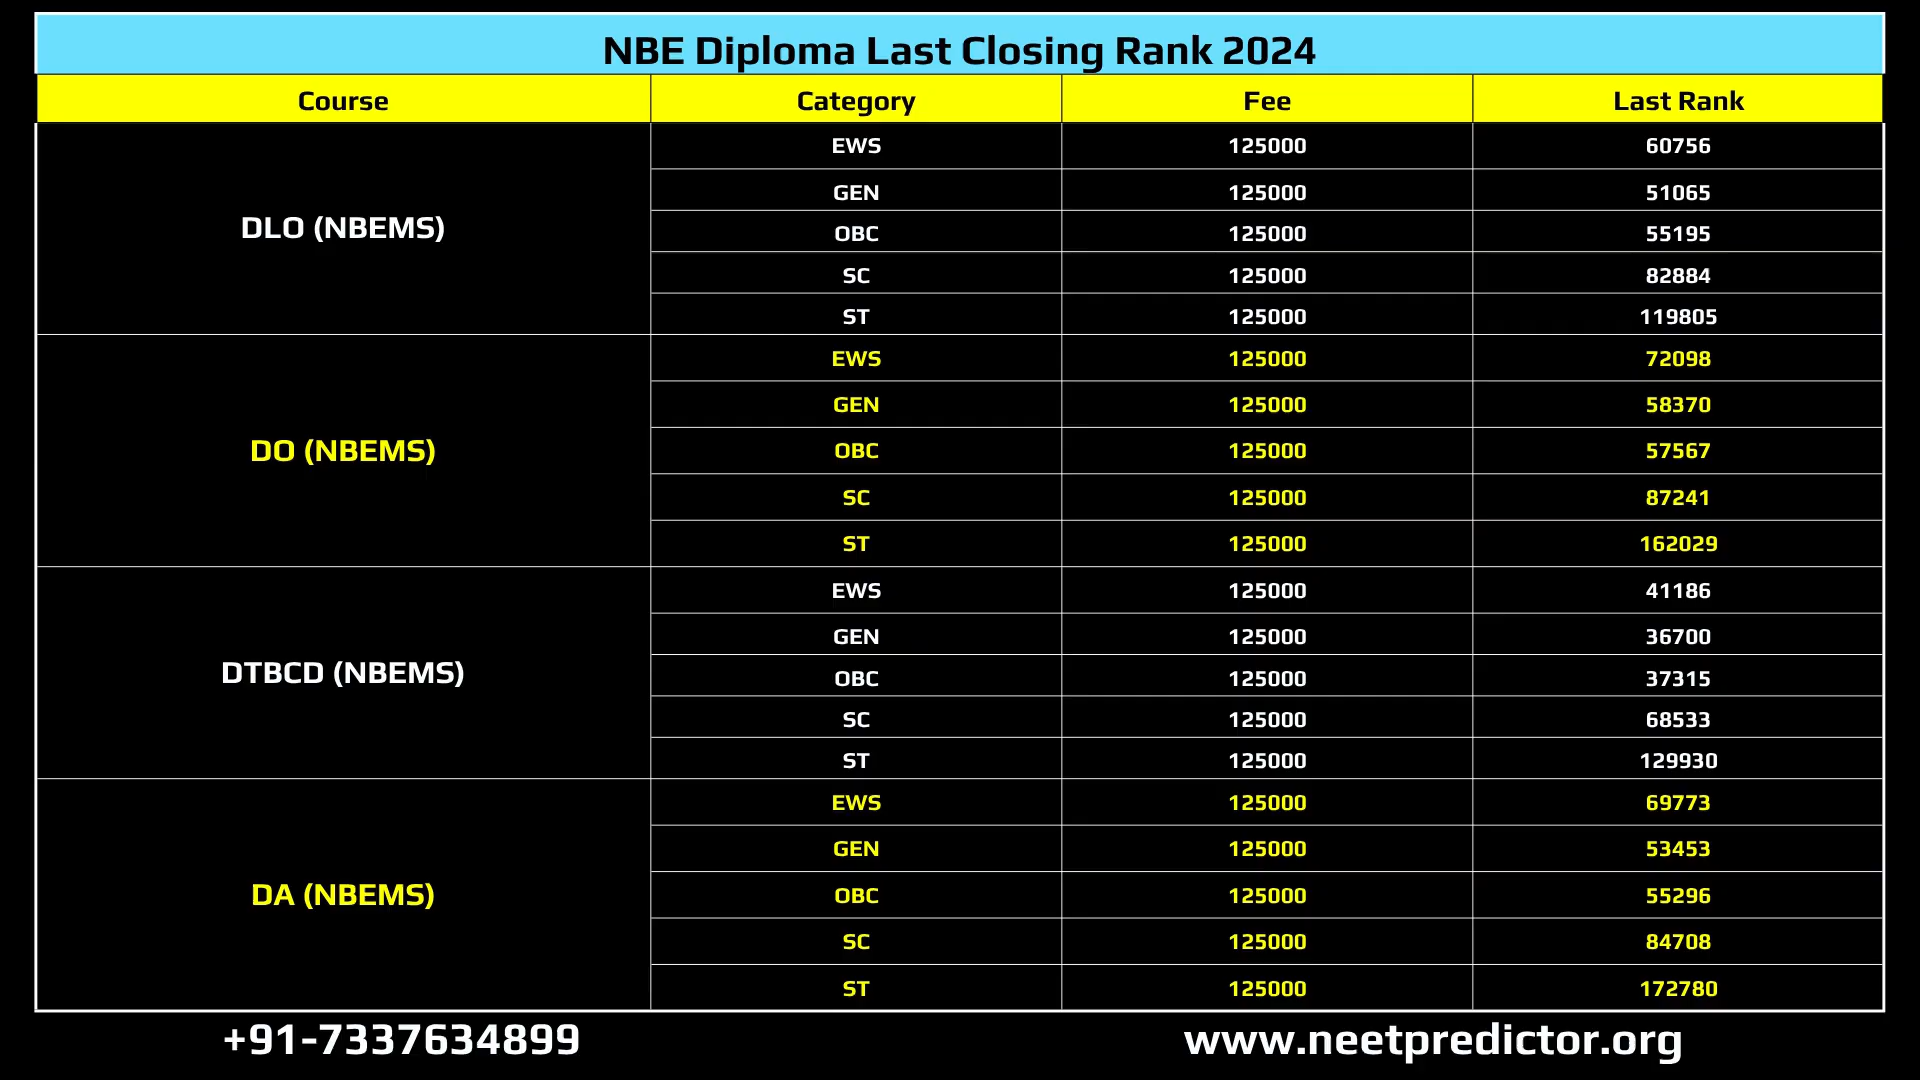 NBE Diploma Last Closing Rank 2024
Course Category Fee Last Rank
DLO (NBEMS)
EWS 125000 60756
GEN 125000 51065
OBC 125000 55195
SC 125000 82884
ST 125000 119805
DO (NBEMS)
EWS 125000 72098
GEN 125000 58370
OBC 125000 57567
SC 125000 87241
ST 125000 162029
DTBCD (NBEMS)
EWS 125000 41186
GEN 125000 36700
OBC 125000 37315
SC 125000 68533
ST 125000 129930
DA (NBEMS)
EWS 125000 69773
GEN 125000 53453
OBC 125000 55296
SC 125000 84708
ST 125000 172780
+91-7337634899 www.neetpredictor.org